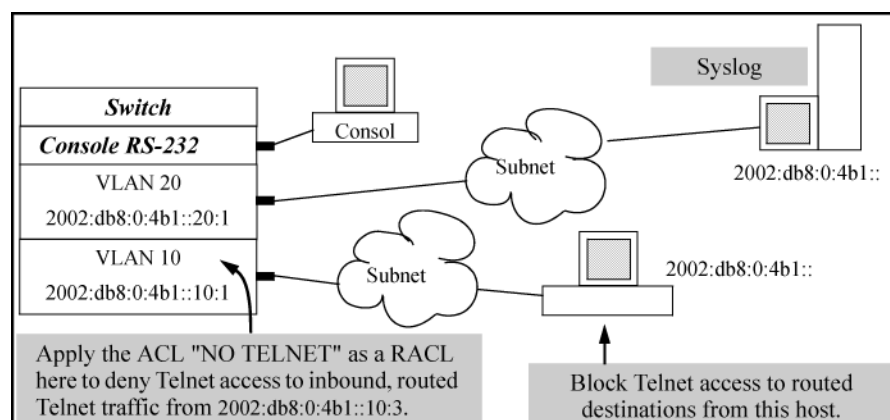 Syslog
Switch
Consol
Console RS-232
Subnet
VLAN 20
2002:db8:0:4b1::20:1
2002:db8:0:4b1::
VLAN 10
2002:db8:0:4b1::10:1
Subnet
2002:db8:0:4b1::
Apply the ACL "NO TELNET" as a RACL
here to deny Telnet access to inbound, routed
Telnet traffic from 2002:db8:0:4b1::10:3.
Block Telnet access to routed
destinations from this host.